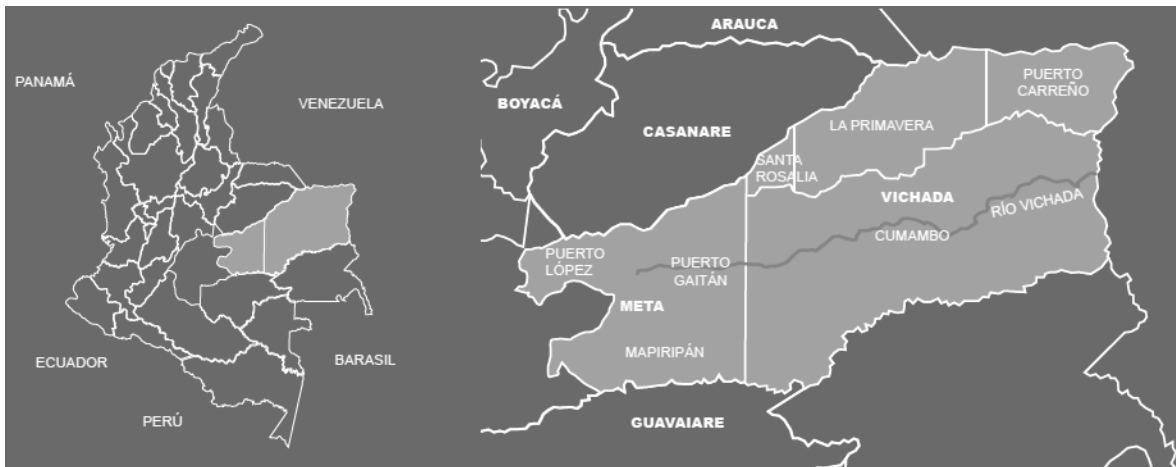 PANAMÁ
VENEZUELA
ECUADOR
BARASIL
PERÚ
ARAUCA
BOYACÁ
CASANARE
PUERTO
CARREÑO
LA PRIMAVERA
SANTA
ROSALIA
VICHADA
RÍO VICHADA
CUMAMBO
PUERTO
LÓPEZ
PUERTO
GAITÁN
META
MAPIRIPÁN
GUAVAIARE